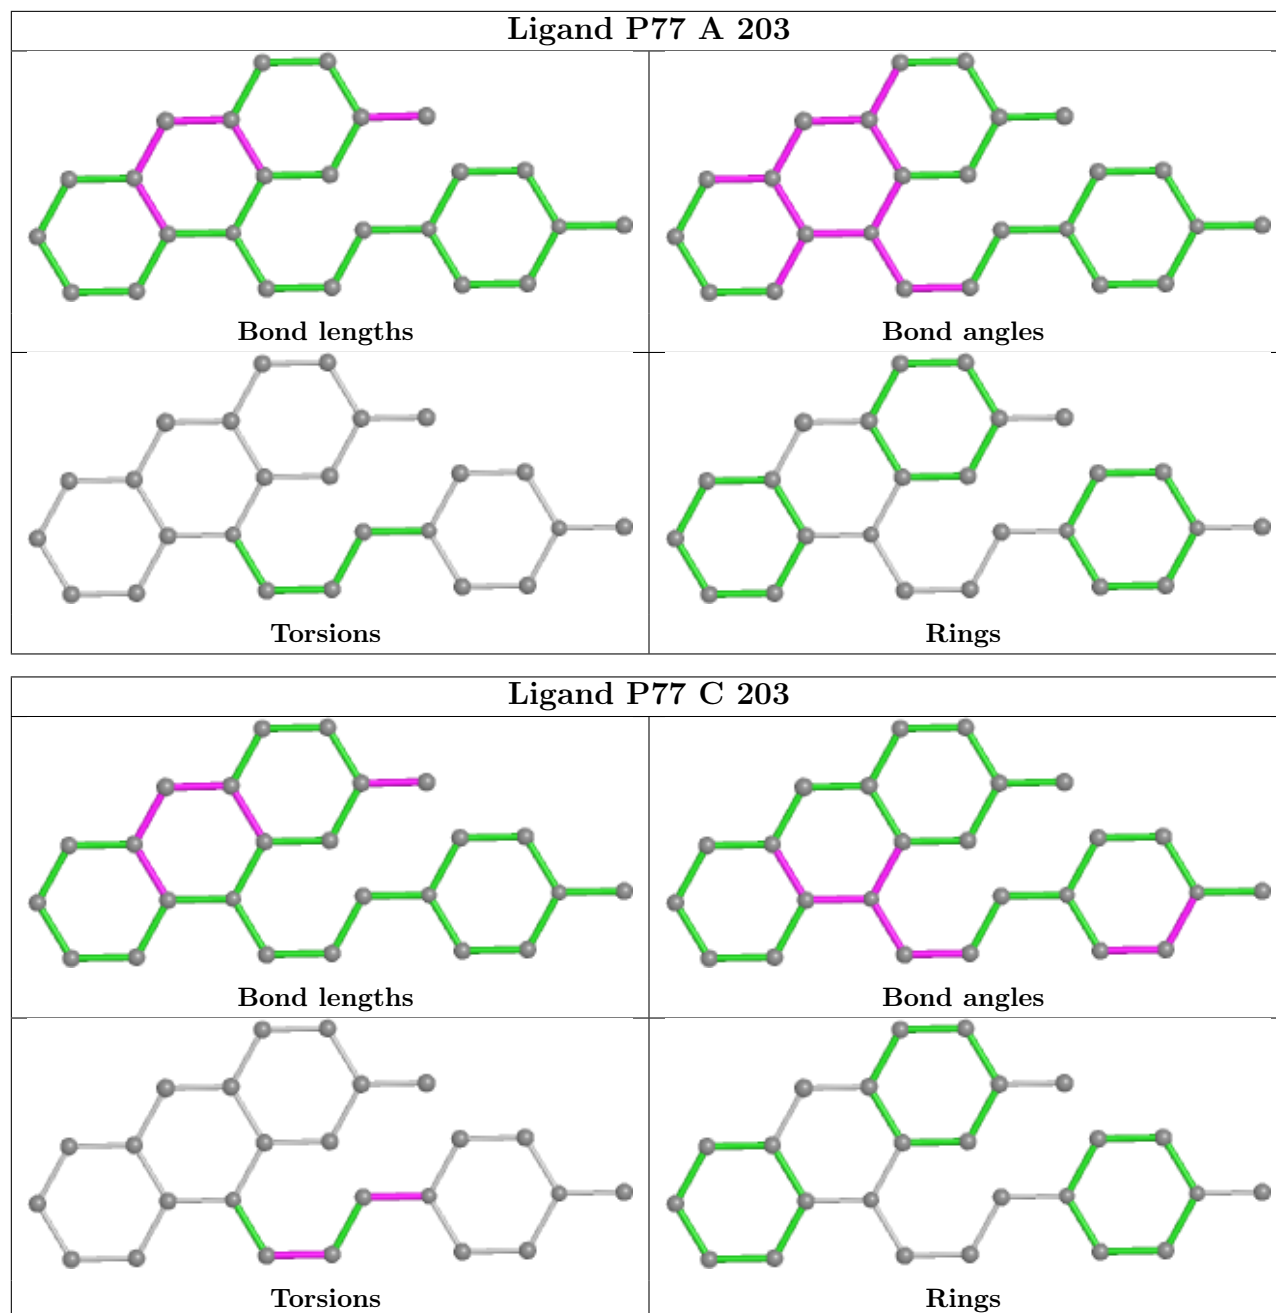 Ligand P77 A 203
Bond lengths
Bond angles
Torsions
Rings
Ligand P77 C 203
Bond lengths
Bond angles
Torsions
Rings